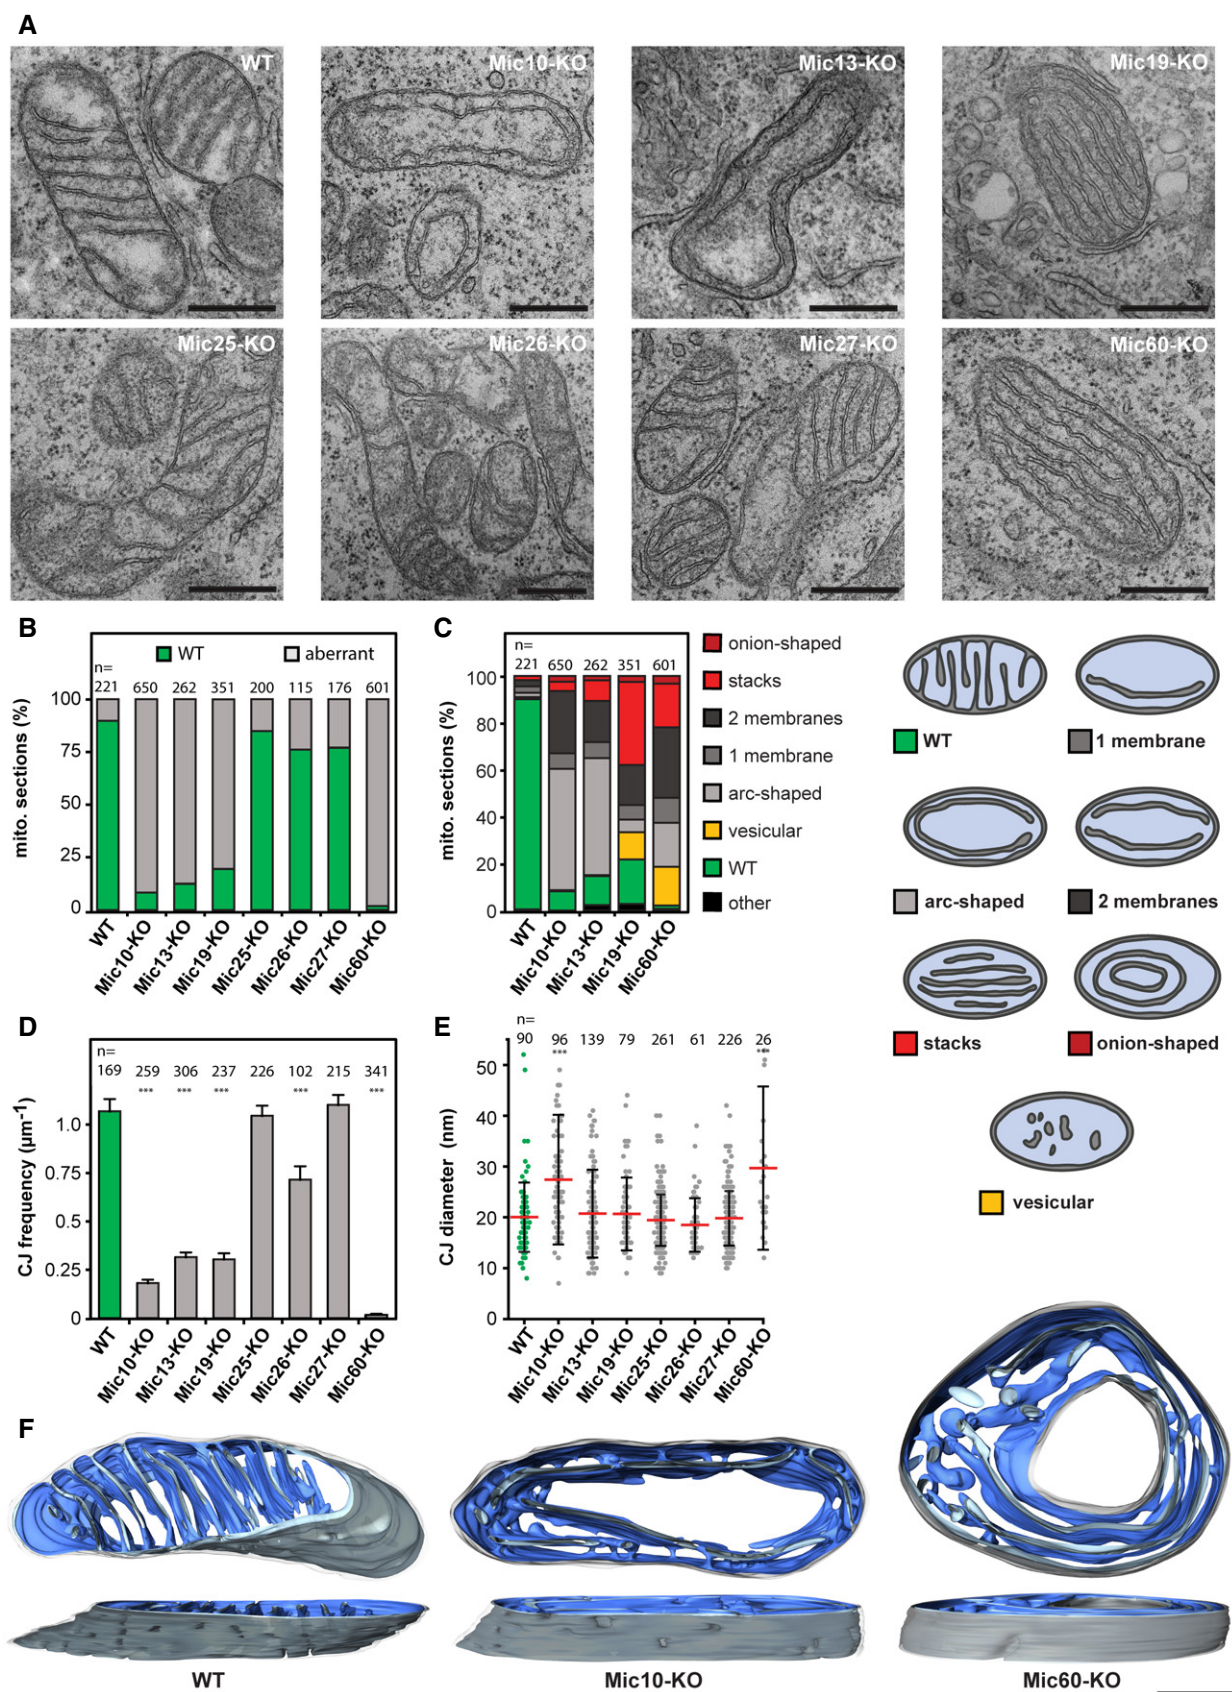 A
WT
Mic10-KO
Mic13-KO
Mic19-KO
Mic25-KO
Mic26-KO
Mic27-KO
Mic60-KO
B
WT
aberrant
n=
221 650 262 351 200 115 176 601
mito. sections (%)
100
75
50
25
0
WT
Mic10-KO
Mic13-KO
Mic19-KO
Mic25-KO
Mic26-KO
Mic27-KO
Mic60-KO
C
n=
221 650 262 351 601
mito. sections (%)
100
80
60
40
20
0
WT
Mic10-KO
Mic13-KO
Mic19-KO
Mic60-KO
onion-shaped
stacks
2 membranes
1 membrane
arc-shaped
vesicular
WT
other
WT
1 membrane
arc-shaped
2 membranes
stacks
onion-shaped
vesicular
D
n=
169 259 306 237 226 102 215 341
*** *** *** *** ***
CJ frequency (µm⁻¹)
1.0
0.75
0.5
0.25
0
WT
Mic10-KO
Mic13-KO
Mic19-KO
Mic25-KO
Mic26-KO
Mic27-KO
Mic60-KO
E
n=
90 96 139 79 261 61 226 26
*** ***
CJ diameter (nm)
50
40
30
20
10
0
WT
Mic10-KO
Mic13-KO
Mic19-KO
Mic25-KO
Mic26-KO
Mic27-KO
Mic60-KO
F
WT
Mic10-KO
Mic60-KO